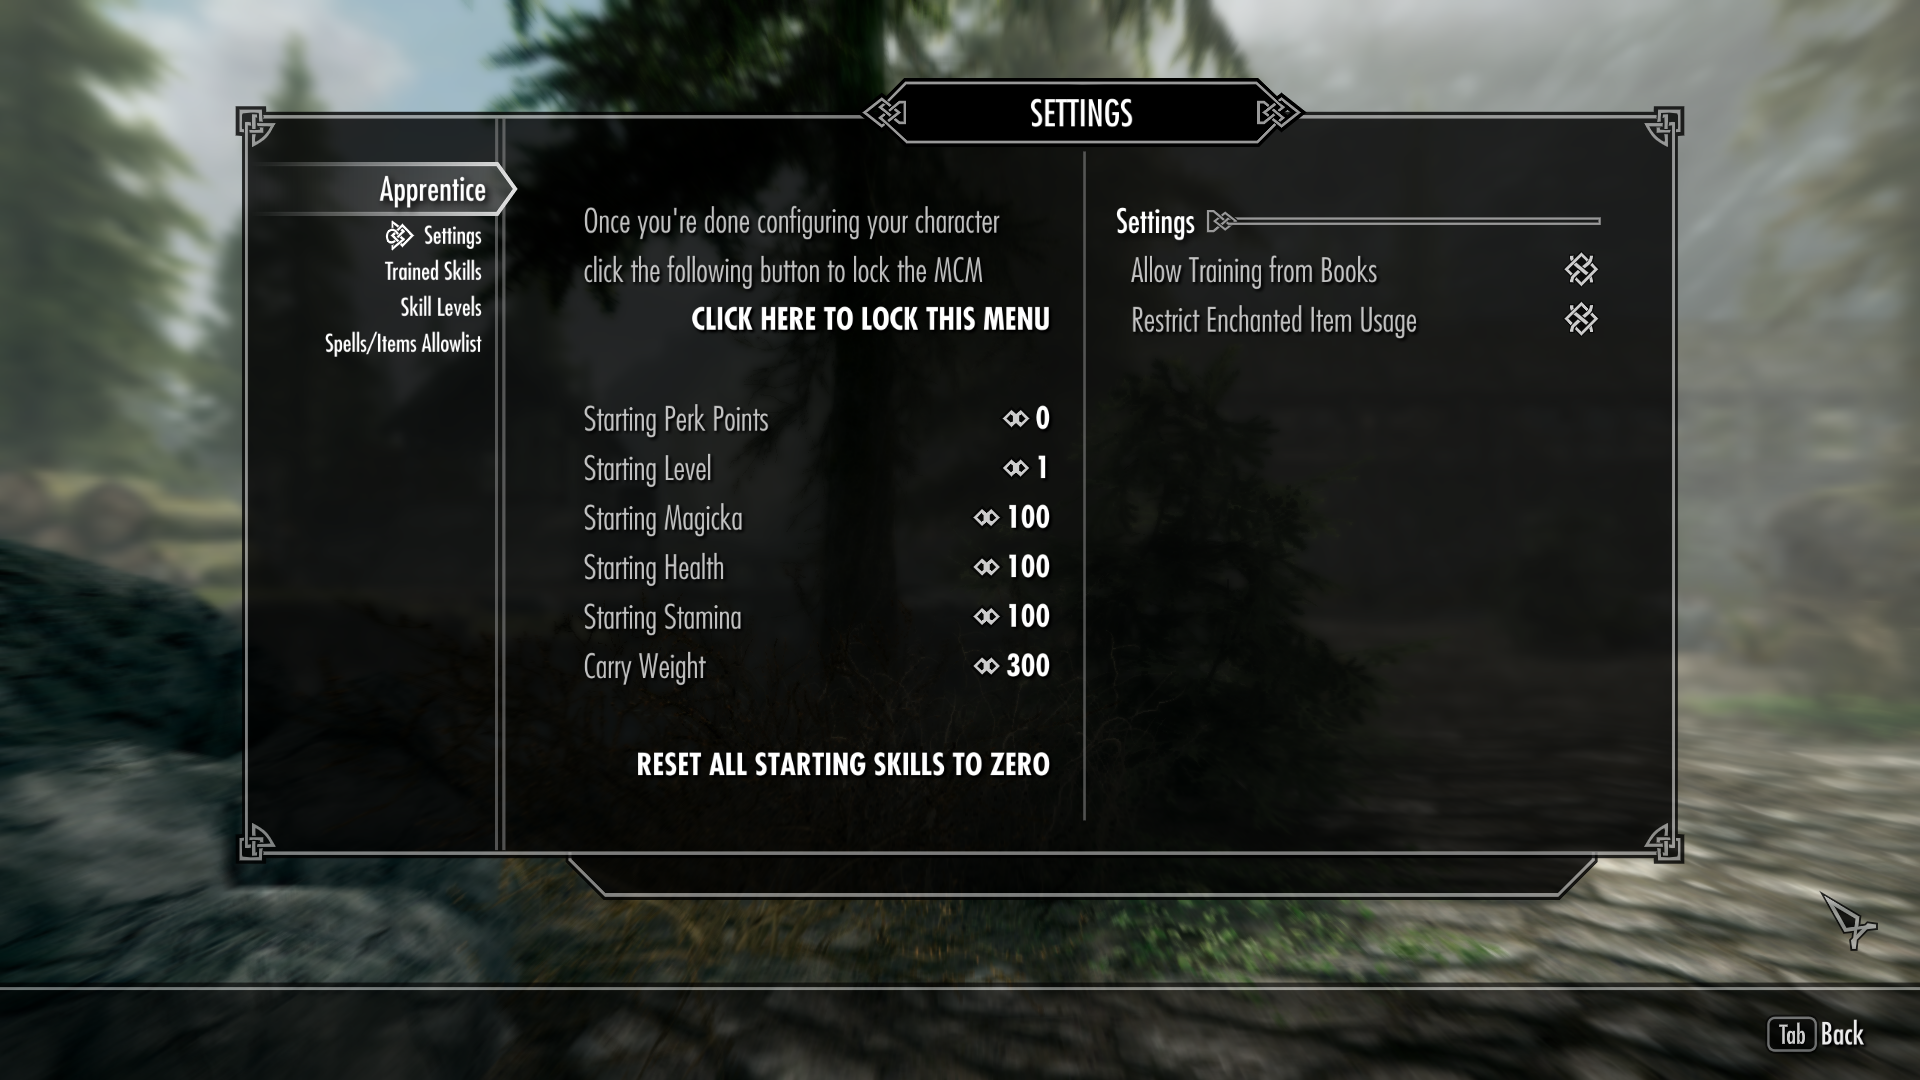 SETTINGS
Apprentice
Settings
Trained Skills
Skill Levels
Spells/Items Allowlist
Once you're done configuring your character
click the following button to lock the MCM
CLICK HERE TO LOCK THIS MENU
Starting Perk Points 0
Starting Level 1
Starting Magicka 100
Starting Health 100
Starting Stamina 100
Carry Weight 300
RESET ALL STARTING SKILLS TO ZERO
Settings
Allow Training from Books
Restrict Enchanted Item Usage
Tab Back